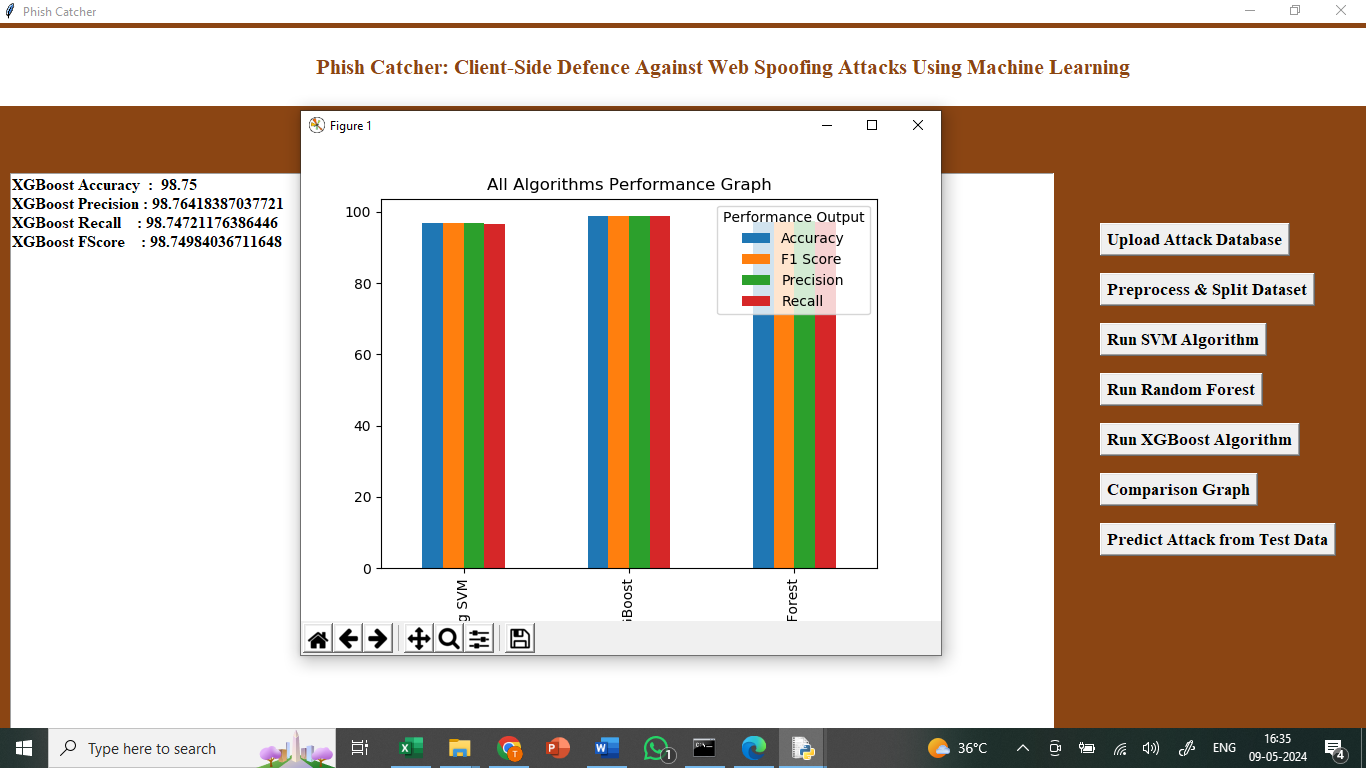 Phish Catcher
Phish Catcher: Client-Side Defence Against Web Spoofing Attacks Using Machine Learning
XGBoost Accuracy : 98.75
XGBoost Precision : 98.76418387037721
XGBoost Recall : 98.74721176386446
XGBoost FScore : 98.74984036711648
Figure 1
All Algorithms Performance Graph
100
80
60
40
20
0
Performance Output
Accuracy
F1 Score
Precision
Recall
g SVM
GBoost
Forest
Upload Attack Database
Preprocess & Split Dataset
Run SVM Algorithm
Run Random Forest
Run XGBoost Algorithm
Comparison Graph
Predict Attack from Test Data
Type here to search
1
36°C
ENG
16:35
09-05-2024
4